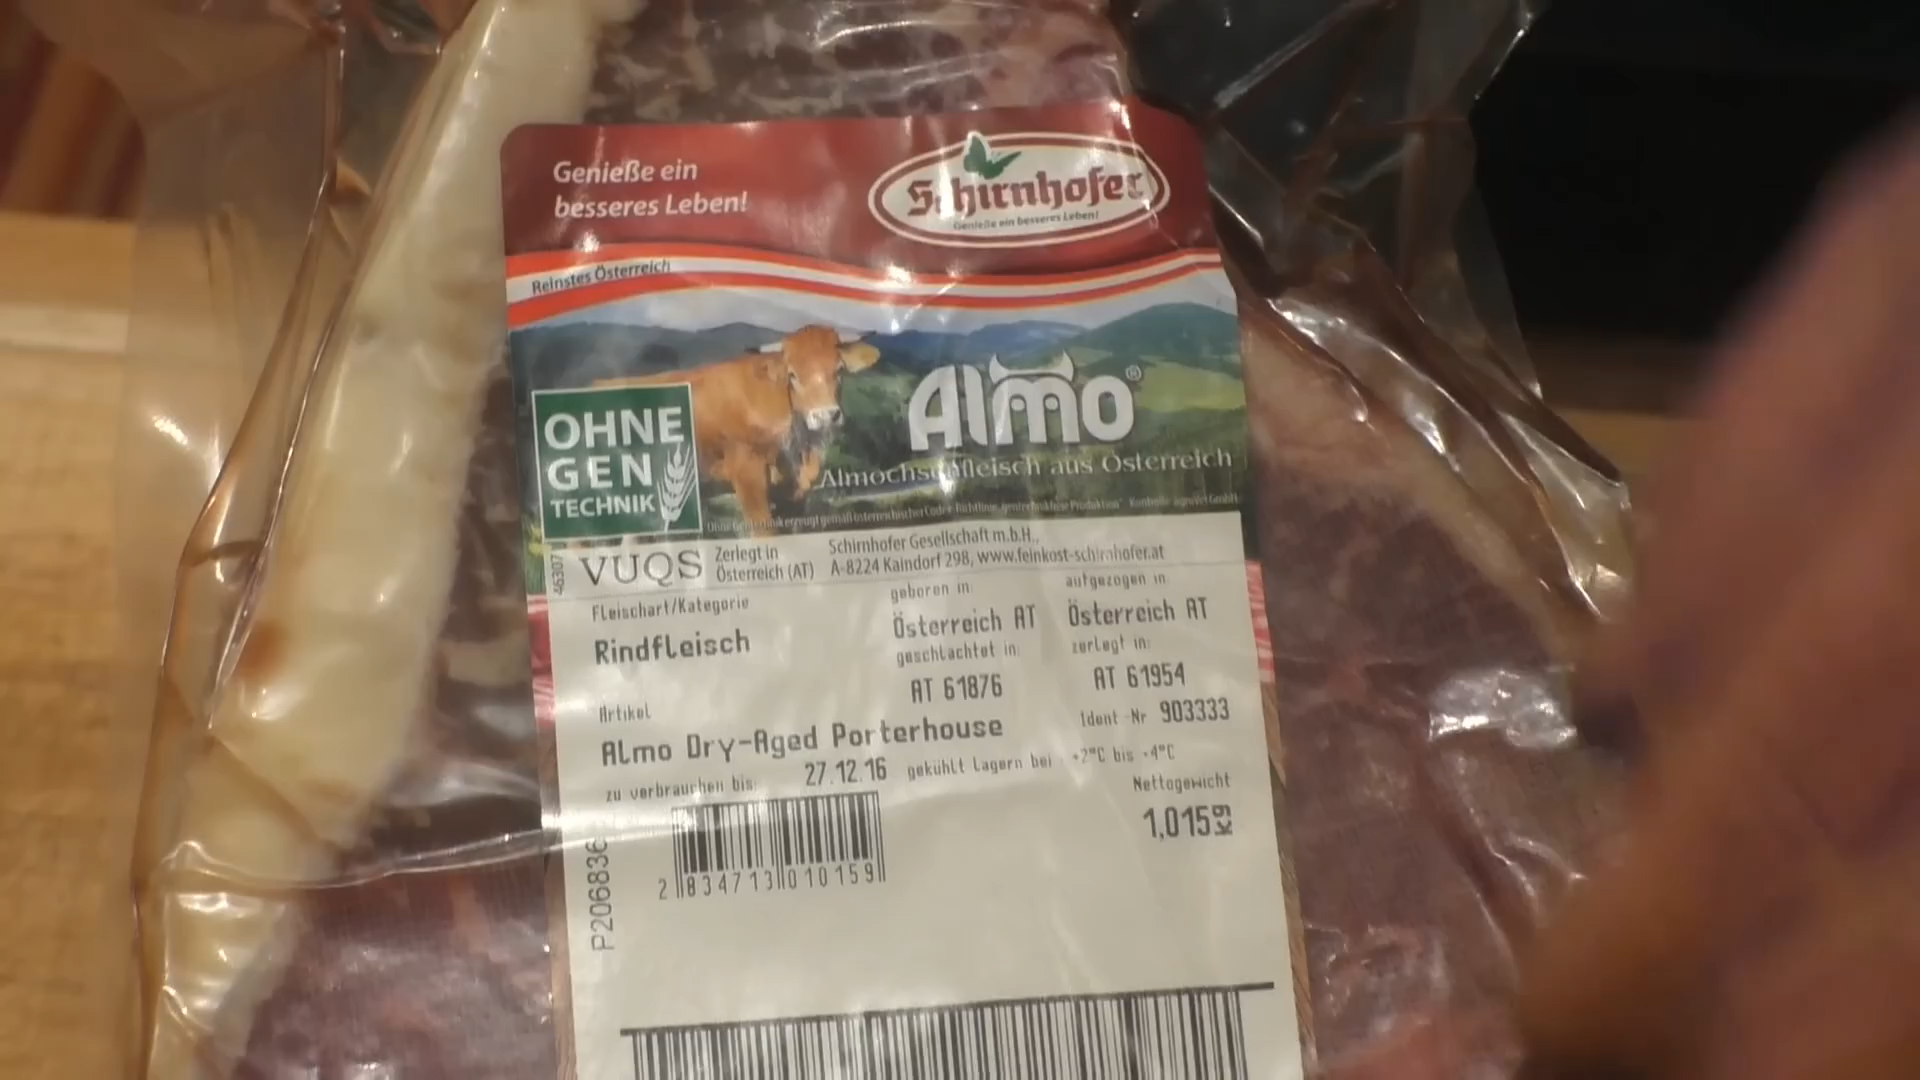 Genieße ein
besseres Leben!
Schirnhofer
Genieße ein besseres Leben!
Reinstes Österreich
Almo®
Almochsenfleisch aus Österreich
OHNE
GEN
TECHNIK
46307
VUQS
Zerlegt in
Österreich (AT)
Schirnhofer Gesellschaft m.b.H.,
A-8224 Kaindorf 298, www.feinkost-schirnhofer.at
Fleischart/Kategorie
Rindfleisch
geboren in:
Österreich AT
aufgezogen in:
Österreich AT
geschlachtet in:
AT 61876
zerlegt in:
AT 61954
Artikel
Almo Dry-Aged Porterhouse
Ident-Nr 903333
zu verbrauchen bis: 27.12.16 gekühlt lagern bei +2°C bis +4°C
Nettogewicht
1,015kg
2 834713 010159
P206836